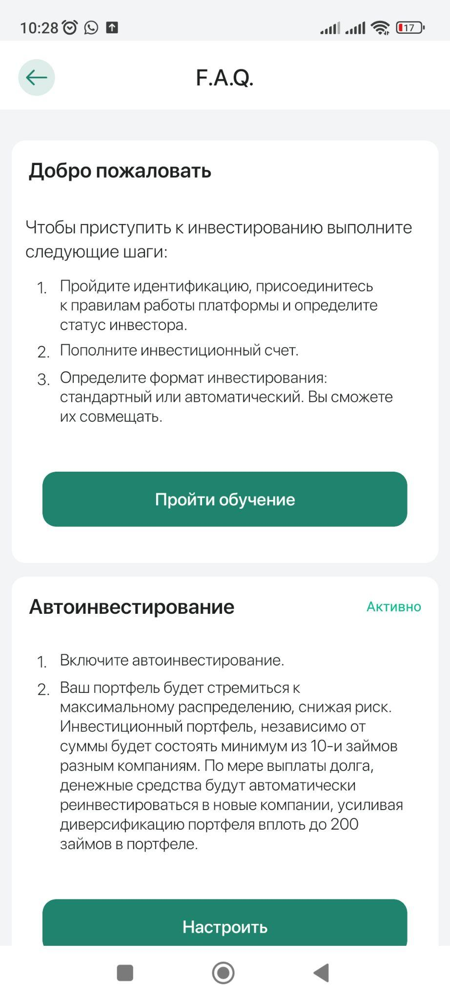 10:28
17
F.A.Q.
Добро пожаловать
Чтобы приступить к инвестированию выполните
следующие шаги:
1. Пройдите идентификацию, присоединитесь
к правилам работы платформы и определите
статус инвестора.
2. Пополните инвестиционный счет.
3. Определите формат инвестирования:
стандартный или автоматический. Вы сможете
их совмещать.
Пройти обучение
Автоинвестирование
Активно
1. Включите автоинвестирование.
2. Ваш портфель будет стремиться к
максимальному распределению, снижая риск.
Инвестиционный портфель, независимо от
суммы будет состоять минимум из 10-и займов
разным компаниям. По мере выплаты долга,
денежные средства будут автоматически
реинвестироваться в новые компании, усиливая
диверсификацию портфеля вплоть до 200
займов в портфеле.
Настроить